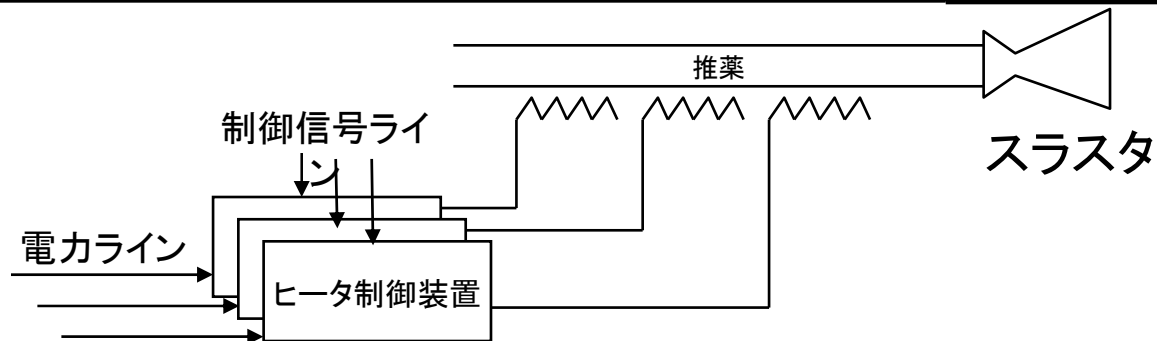 推薬
制御信号ライ
ン
スラスタ
電力ライン
ヒータ制御装置